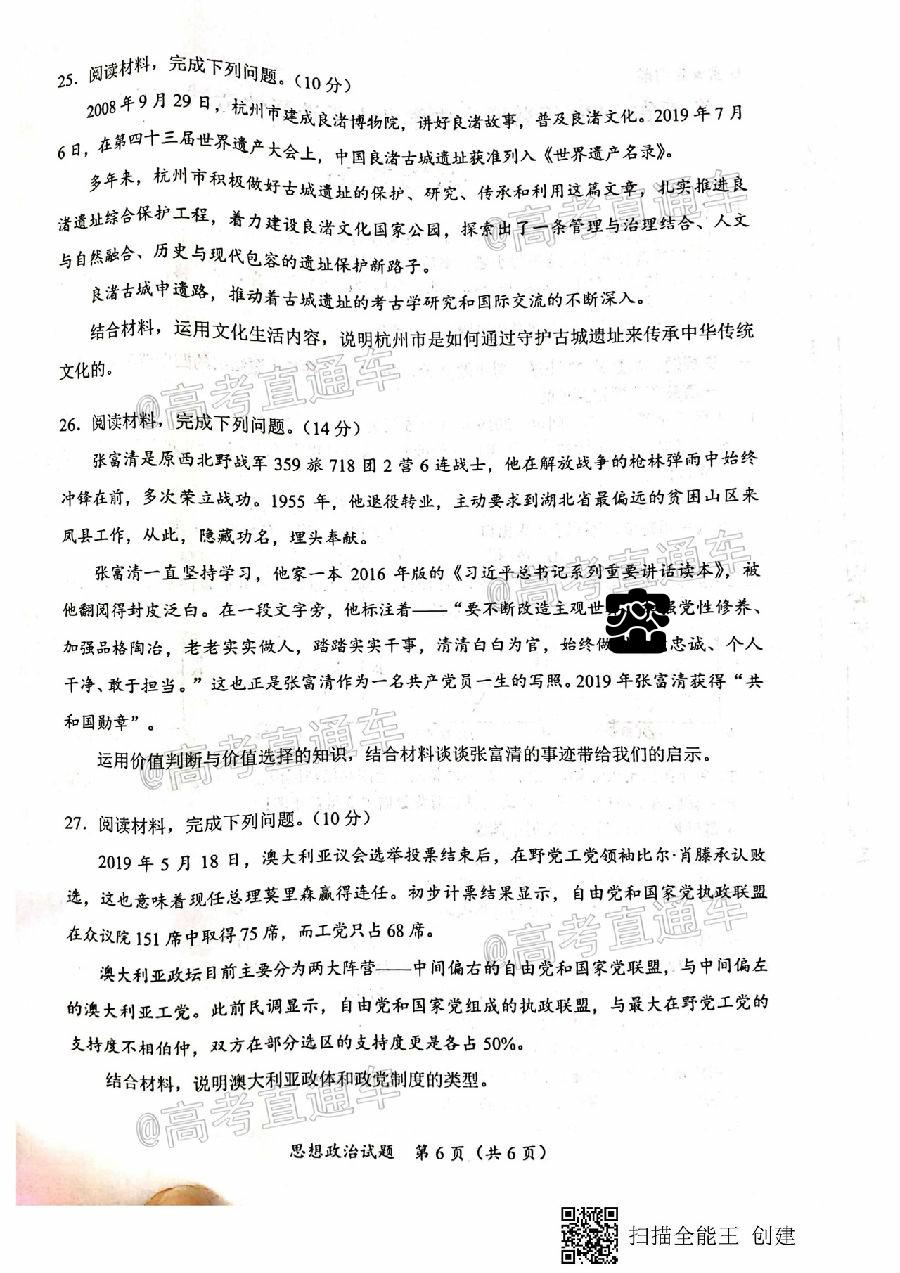 25. 阅读材料，完成下列问题。（10分）
2008年9月29日，杭州市建成良渚博物院，讲好良渚故事，普及良渚文化。2019年7月
6日，在第四十三届世界遗产大会上，中国良渚古城遗址获准列入《世界遗产名录》。
多年来，杭州市积极做好古城遗址的保护、研究、传承和利用这篇文章，扎实推进良
渚遗址综合保护工程，着力建设良渚文化国家公园，探索出了一条管理与治理结合、人文
与自然融合、历史与现代包容的遗址保护新路子。
@高考直通车
良渚古城申遗路，推动着古城遗址的考古学研究和国际交流的不断深入。
结合材料，运用文化生活内容，说明杭州市是如何通过守护古城遗址来传承中华传统
文化的。
@高考直通车
26. 阅读材料，完成下列问题。（14分）
张富清是原西北野战军359旅718团2营6连战士，他在解放战争的枪林弹雨中始终
冲锋在前，多次荣立战功。1955年，他退役转业，主动要求到湖北省最偏远的贫困山区来
凤县工作，从此，隐藏功名，埋头奉献。
@高考直通车
张富清一直坚持学习，他家一本2016年版的《习近平总书记系列重要讲话读本》，被
他翻阅得封皮泛白。在一段文字旁，他标注着——“要不断改造主观世 强党性修养、
加强品格陶冶，老老实实做人，踏踏实实干事，清清白白为官，始终做 忠诚、个人
干净、敢于担当。”这也正是张富清作为一名共产党员一生的写照。2019年张富清获得“共
和国勋章”。
@高考直通车
运用价值判断与价值选择的知识，结合材料谈谈张富清的事迹带给我们的启示。
27. 阅读材料，完成下列问题。（10分）
2019年5月18日，澳大利亚议会选举投票结束后，在野党工党领袖比尔·肖滕承认败
选，这也意味着现任总理莫里森赢得连任。初步计票结果显示，自由党和国家党执政联盟
在众议院151席中取得75席，而工党只占68席。
@高考直通车
澳大利亚政坛目前主要分为两大阵营——中间偏右的自由党和国家党联盟，与中间偏左
的澳大利亚工党。此前民调显示，自由党和国家党组成的执政联盟，与最大在野党工党的
支持度不相伯仲，双方在部分选区的支持度更是各占50%。
结合材料，说明澳大利亚政体和政党制度的类型。
@高考直通车
思想政治试题 第6页（共6页）
扫描全能王 创建